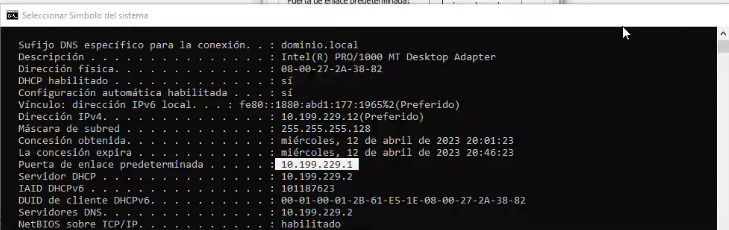 Puerta de enlace predeterminada:
Seleccionar Símbolo del sistema
Sufijo DNS específico para la conexión. . : dominio.local
Descripción . . . . . . . . . . . . . . . : Intel(R) PRO/1000 MT Desktop Adapter
Dirección física. . . . . . . . . . . . . : 08-00-27-2A-38-82
DHCP habilitado . . . . . . . . . . . . . : sí
Configuración automática habilitada . . . : sí
Vínculo: dirección IPv6 local. . . : fe80::1880:abd1:177:1965%2(Preferido)
Dirección IPv4. . . . . . . . . . . . . . : 10.199.229.12(Preferido)
Máscara de subred . . . . . . . . . . . . : 255.255.255.128
Concesión obtenida. . . . . . . . . . . . : miércoles, 12 de abril de 2023 20:01:23
La concesión expira . . . . . . . . . . . : miércoles, 12 de abril de 2023 20:46:23
Puerta de enlace predeterminada . . . . . : 10.199.229.1
Servidor DHCP . . . . . . . . . . . . . . : 10.199.229.2
IAID DHCPv6 . . . . . . . . . . . . . . . : 101187623
DUID de cliente DHCPv6. . . . . . . . . . : 00-01-00-01-2B-61-E5-1E-08-00-27-2A-38-82
Servidores DNS. . . . . . . . . . . . . . : 10.199.229.2
NetBIOS sobre TCP/IP. . . . . . . . . . . : habilitado